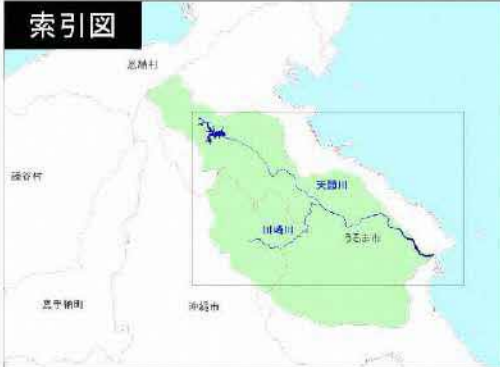 索引図
恩納村
読谷村
天願川
川崎川
うるま市
嘉手納町
沖縄市